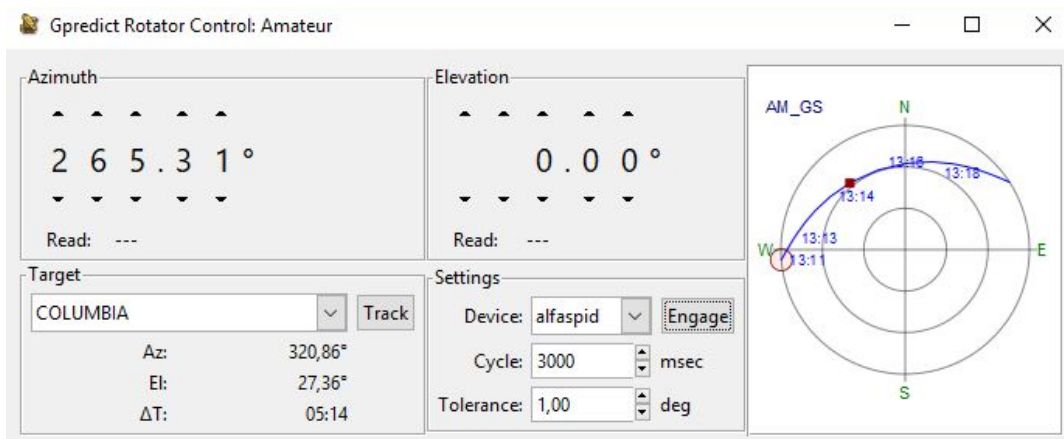 Gpredict Rotator Control: Amateur
Azimuth
265.31°
Read: ---
Elevation
0.00°
Read: ---
Target
COLUMBIA
Track
Az: 320,86°
El: 27,36°
ΔT: 05:14
Settings
Device: alfaspid
Engage
Cycle: 3000 msec
Tolerance: 1,00 deg
AM_GS
N
13:16
13:18
13:14
13:13
W
13:11
E
S